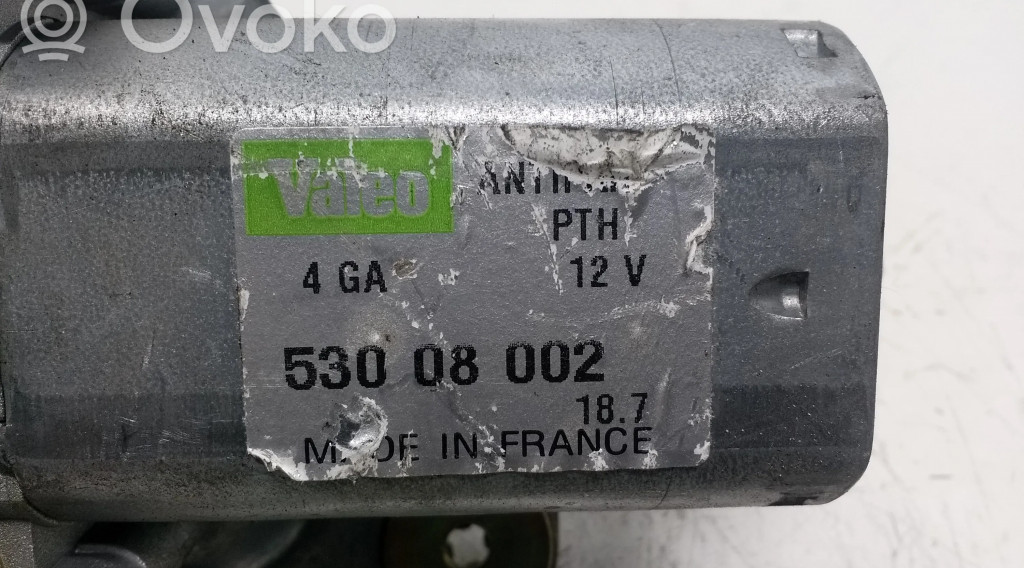 Ovoko
Valeo
PTH
4 GA 12 V
530 08 002
18.7
MADE IN FRANCE